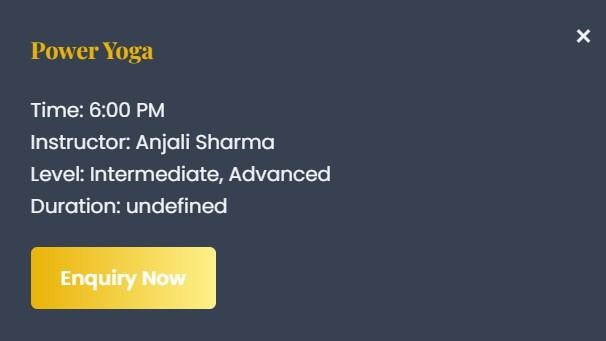 Power Yoga
×
Time: 6:00 PM
Instructor: Anjali Sharma
Level: Intermediate, Advanced
Duration: undefined
Enquiry Now